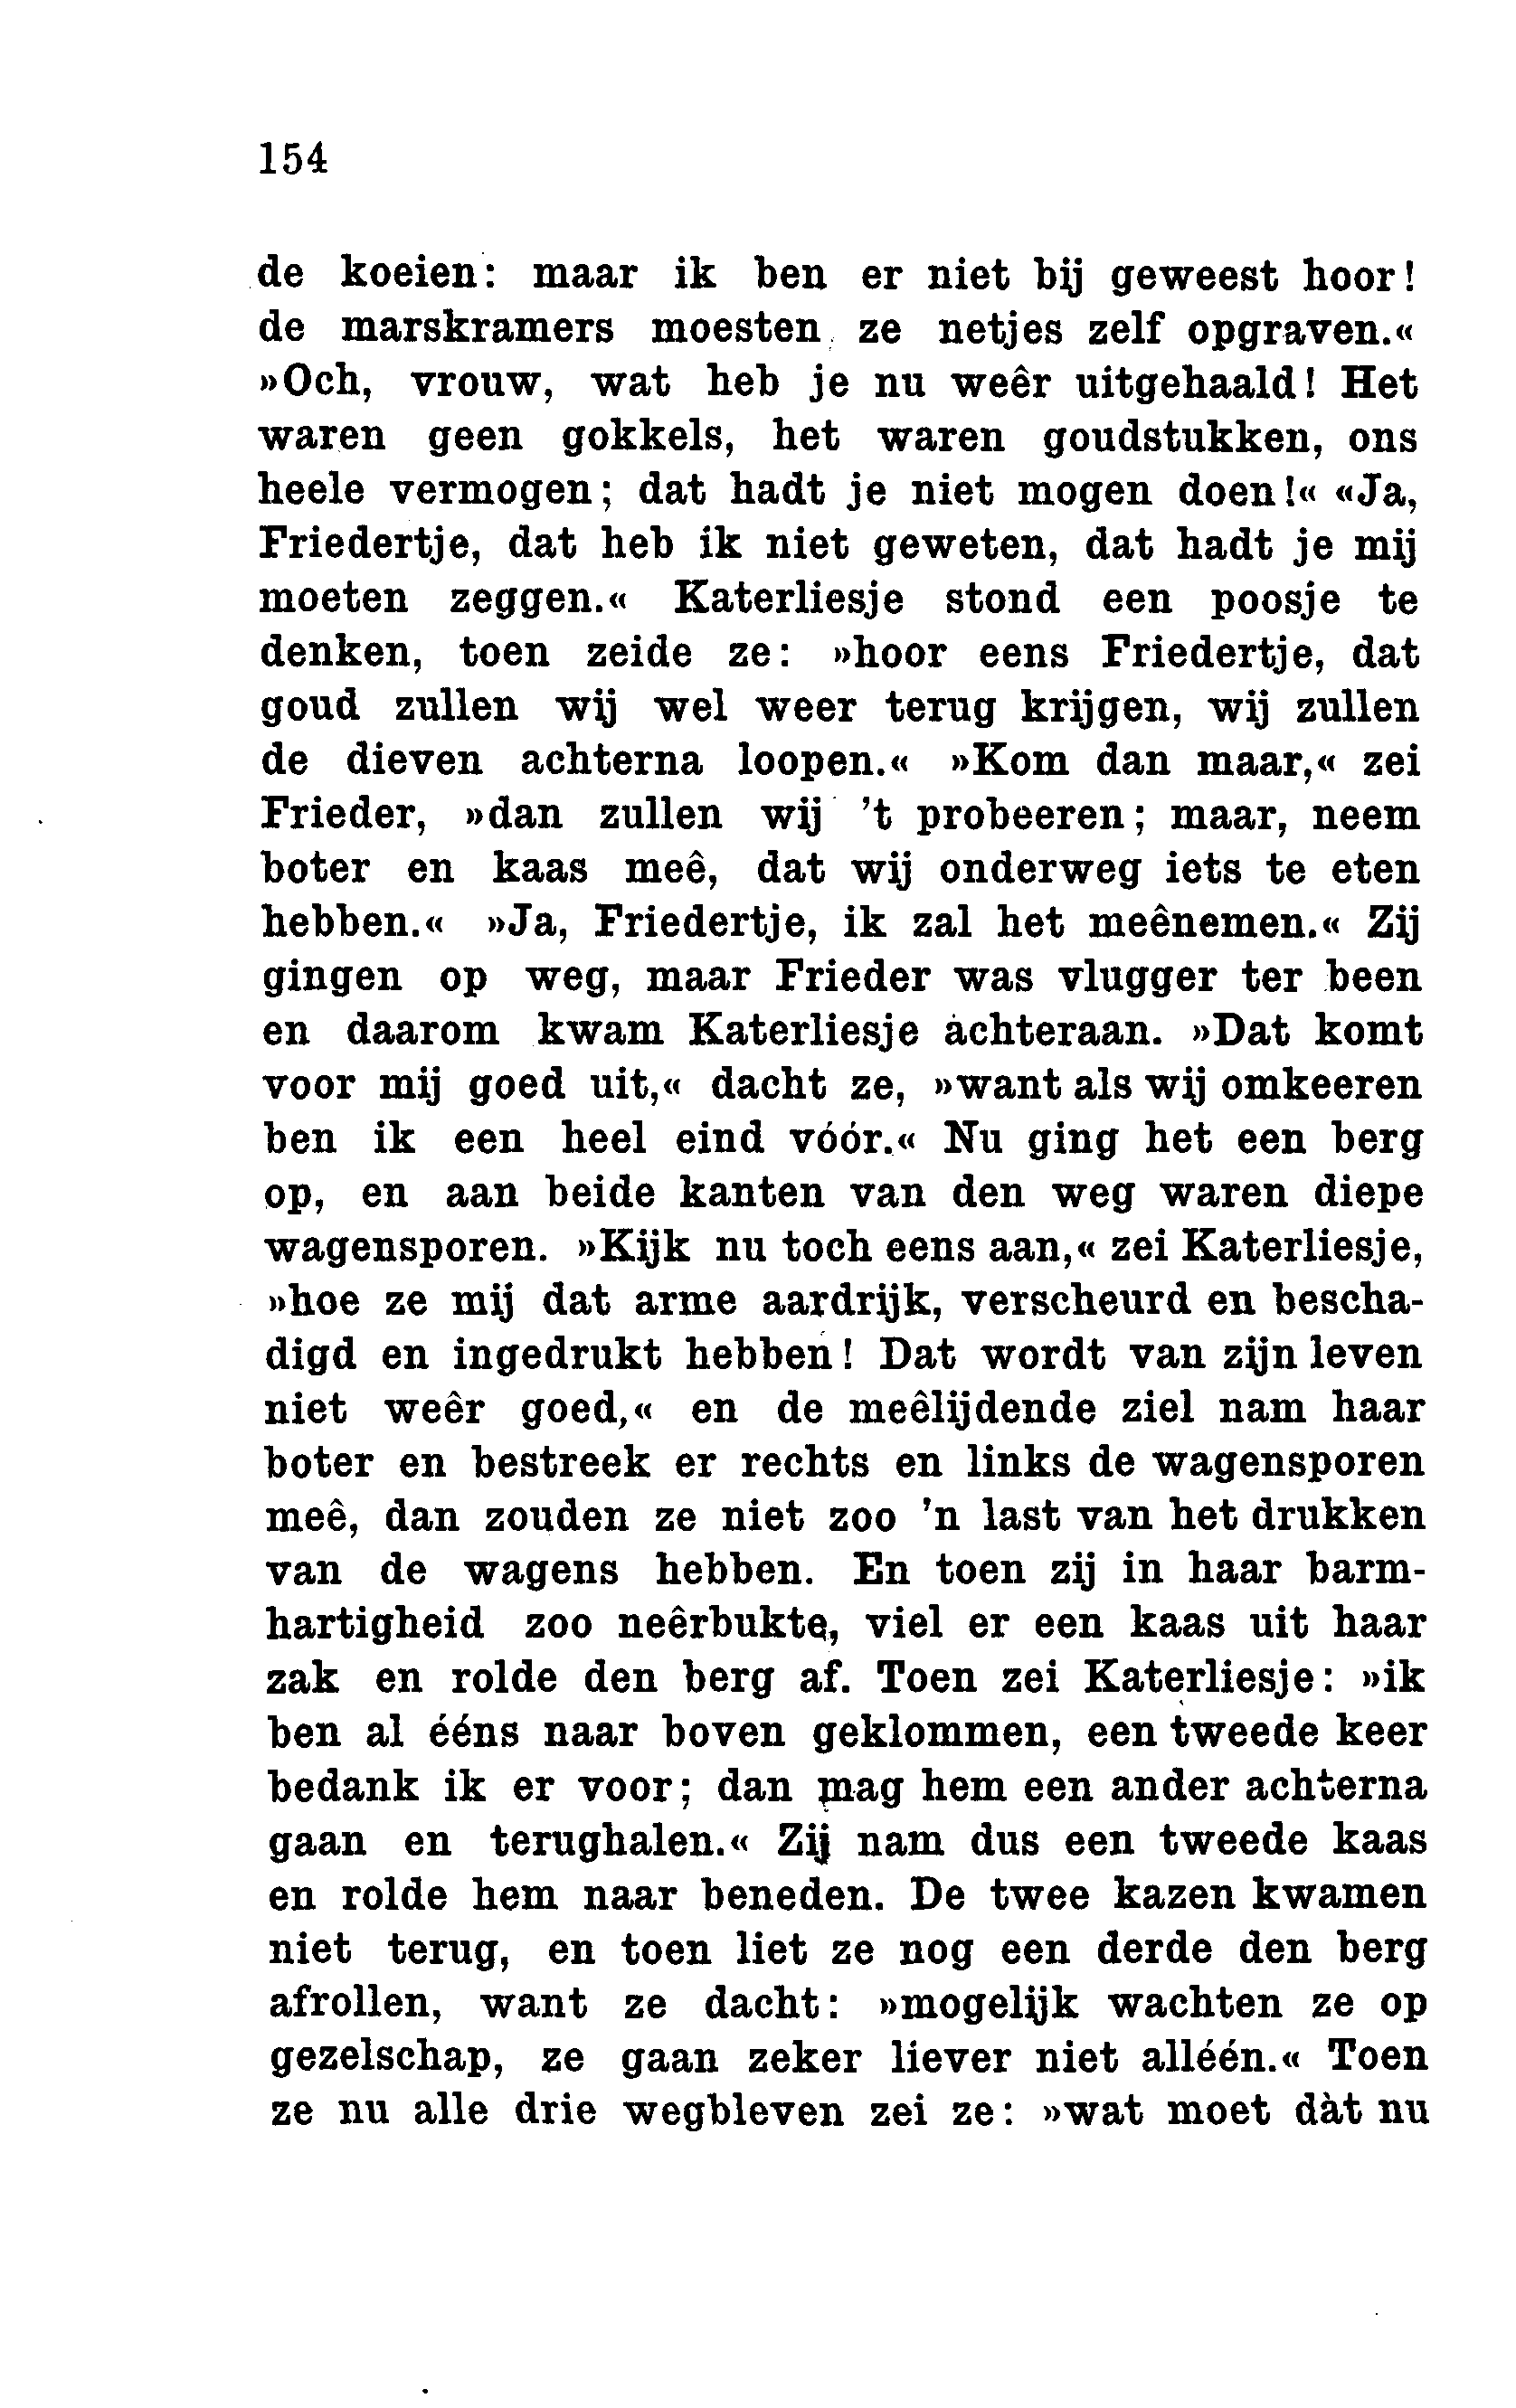 154
de koeien: maar ik ben er niet bij geweest hoor!
de marskramers moesten ze netjes zelf opgraven.«
»Och, vrouw, wat heb je nu weêr uitgehaald! Het
waren geen gokkels, het waren goudstukken, ons
heele vermogen; dat hadt je niet mogen doen!« «Ja,
Friedertje, dat heb ik niet geweten, dat hadt je mij
moeten zeggen.« Katerliesje stond een poosje te
denken, toen zeide ze: »hoor eens Friedertje, dat
goud zullen wij wel weer terug krijgen, wij zullen
de dieven achterna loopen.« »Kom dan maar,« zei
Frieder, »dan zullen wij 't probeeren; maar, neem
boter en kaas meê, dat wij onderweg iets te eten
hebben.« »Ja, Friedertje, ik zal het meênemen.« Zij
gingen op weg, maar Frieder was vlugger ter been
en daarom kwam Katerliesje achteraan. »Dat komt
voor mij goed uit,« dacht ze, »want als wij omkeeren
ben ik een heel eind vóór.« Nu ging het een berg
op, en aan beide kanten van den weg waren diepe
wagensporen. »Kijk nu toch eens aan,« zei Katerliesje,
»hoe ze mij dat arme aardrijk, verscheurd en bescha-
digd en ingedrukt hebben! Dat wordt van zijn leven
niet weêr goed,« en de meêlijdende ziel nam haar
boter en bestreek er rechts en links de wagensporen
meê, dan zouden ze niet zoo 'n last van het drukken
van de wagens hebben. En toen zij in haar barm-
hartigheid zoo neêrbukte, viel er een kaas uit haar
zak en rolde den berg af. Toen zei Katerliesje: »ik
ben al ééns naar boven geklommen, een tweede keer
bedank ik er voor; dan mag hem een ander achterna
gaan en terughalen.« Zij nam dus een tweede kaas
en rolde hem naar beneden. De twee kazen kwamen
niet terug, en toen liet ze nog een derde den berg
afrollen, want ze dacht: »mogelijk wachten ze op
gezelschap, ze gaan zeker liever niet alléén.« Toen
ze nu alle drie wegbleven zei ze: »wat moet dàt nu